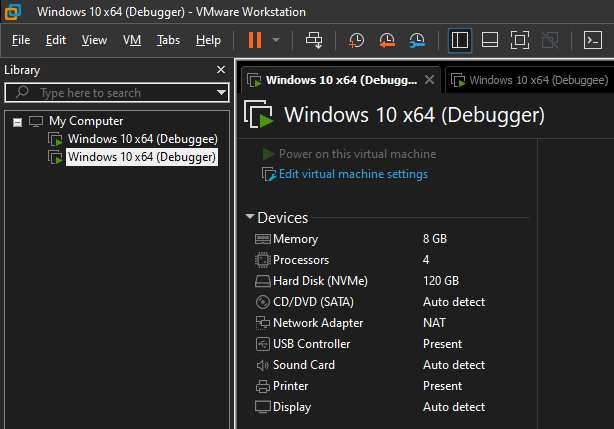 Windows 10 x64 (Debugger) - VMware Workstation
File Edit View VM Tabs Help
Library
Type here to search
My Computer
Windows 10 x64 (Debuggee)
Windows 10 x64 (Debugger)
Windows 10 x64 (Debugg... Windows 10 x64 (Debuggee)
Windows 10 x64 (Debugger)
Power on this virtual machine
Edit virtual machine settings
Devices
Memory 8 GB
Processors 4
Hard Disk (NVMe) 120 GB
CD/DVD (SATA) Auto detect
Network Adapter NAT
USB Controller Present
Sound Card Auto detect
Printer Present
Display Auto detect